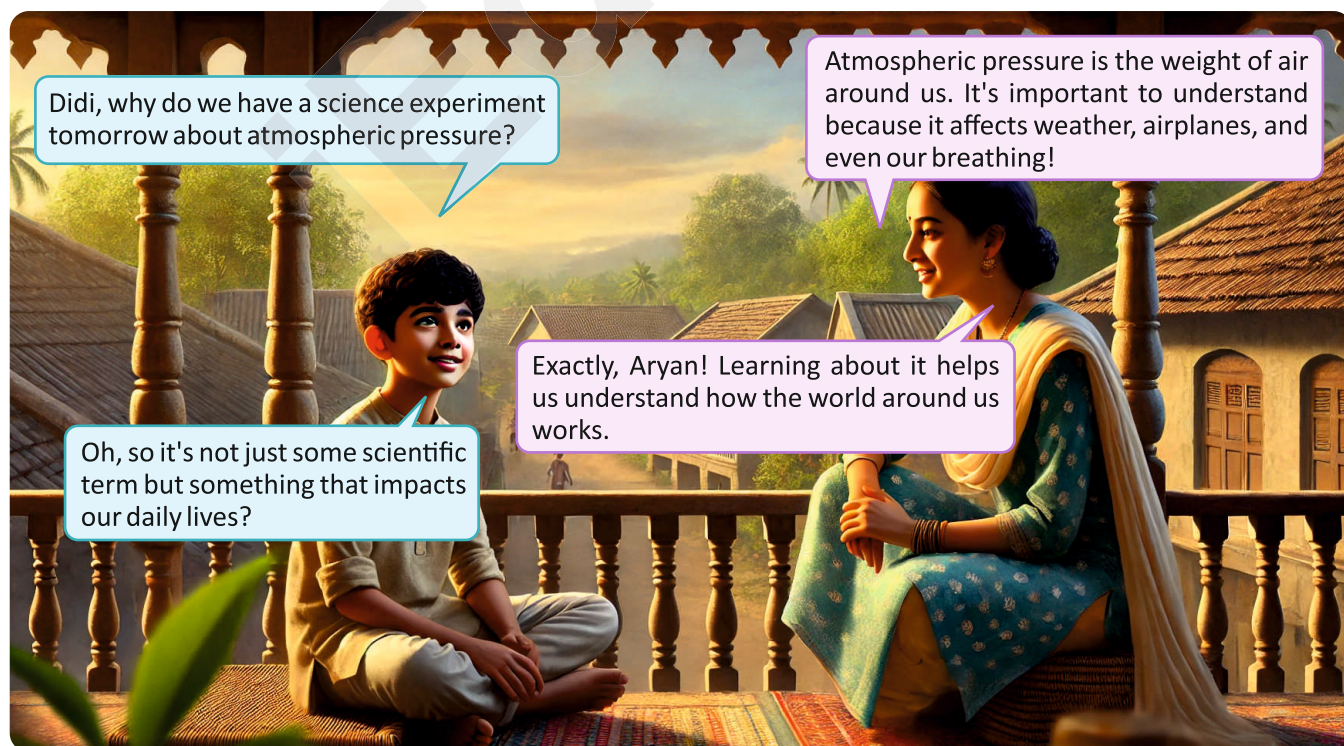 Didi, why do we have a science experiment
tomorrow about atmospheric pressure?
Atmospheric pressure is the weight of air
around us. It's important to understand
because it affects weather, airplanes, and
even our breathing!
Oh, so it's not just some scientific
term but something that impacts
our daily lives?
Exactly, Aryan! Learning about it helps
us understand how the world around us
works.